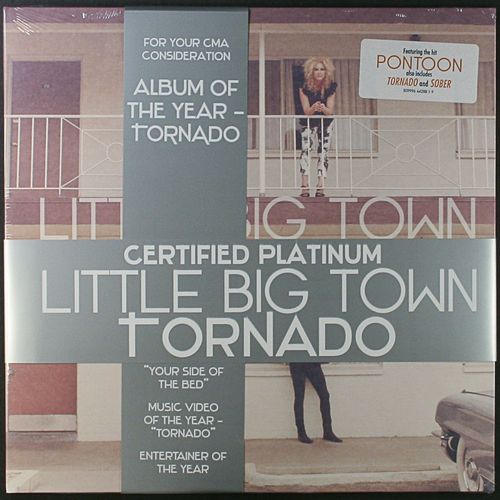 FOR YOUR CMA
CONSIDERATION
ALBUM OF
THE YEAR –
TORNADO
Featuring the hit
PONTOON
also includes
TORNADO and SOBER
LITTLE BIG TOWN
CERTIFIED PLATINUM
LITTLE BIG TOWN
TORNADO
"YOUR SIDE OF
THE BED"
MUSIC VIDEO
OF THE YEAR –
"TORNADO"
ENTERTAINER OF
THE YEAR